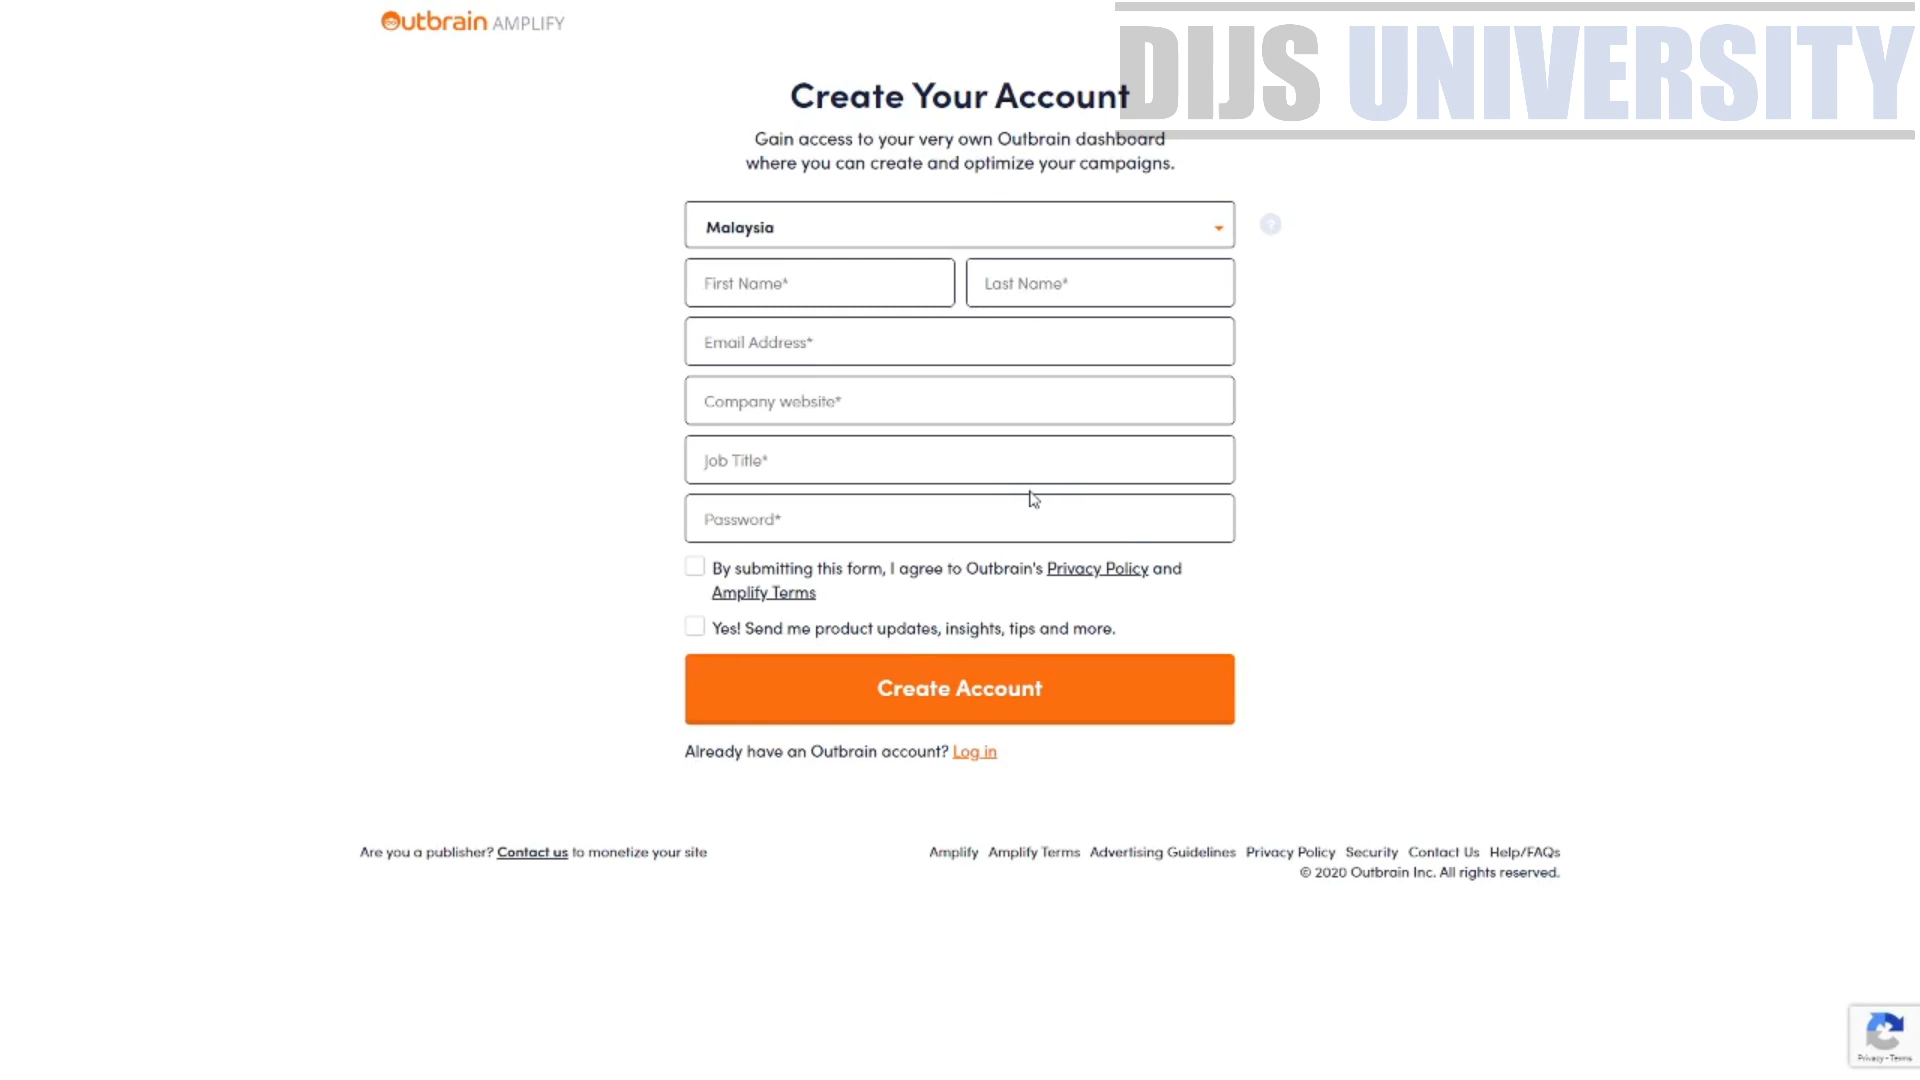 Outbrain AMPLIFY
DIJS UNIVERSITY
Create Your Account
Gain access to your very own Outbrain dashboard
where you can create and optimize your campaigns.
Malaysia
?
First Name*
Last Name*
Email Address*
Company website*
Job Title*
Password*
By submitting this form, I agree to Outbrain's Privacy Policy and
Amplify Terms
Yes! Send me product updates, insights, tips and more.
Create Account
Already have an Outbrain account? Log in
Are you a publisher? Contact us to monetize your site
Amplify Amplify Terms Advertising Guidelines Privacy Policy Security Contact Us Help/FAQs
© 2020 Outbrain Inc. All rights reserved.
Privacy - Terms